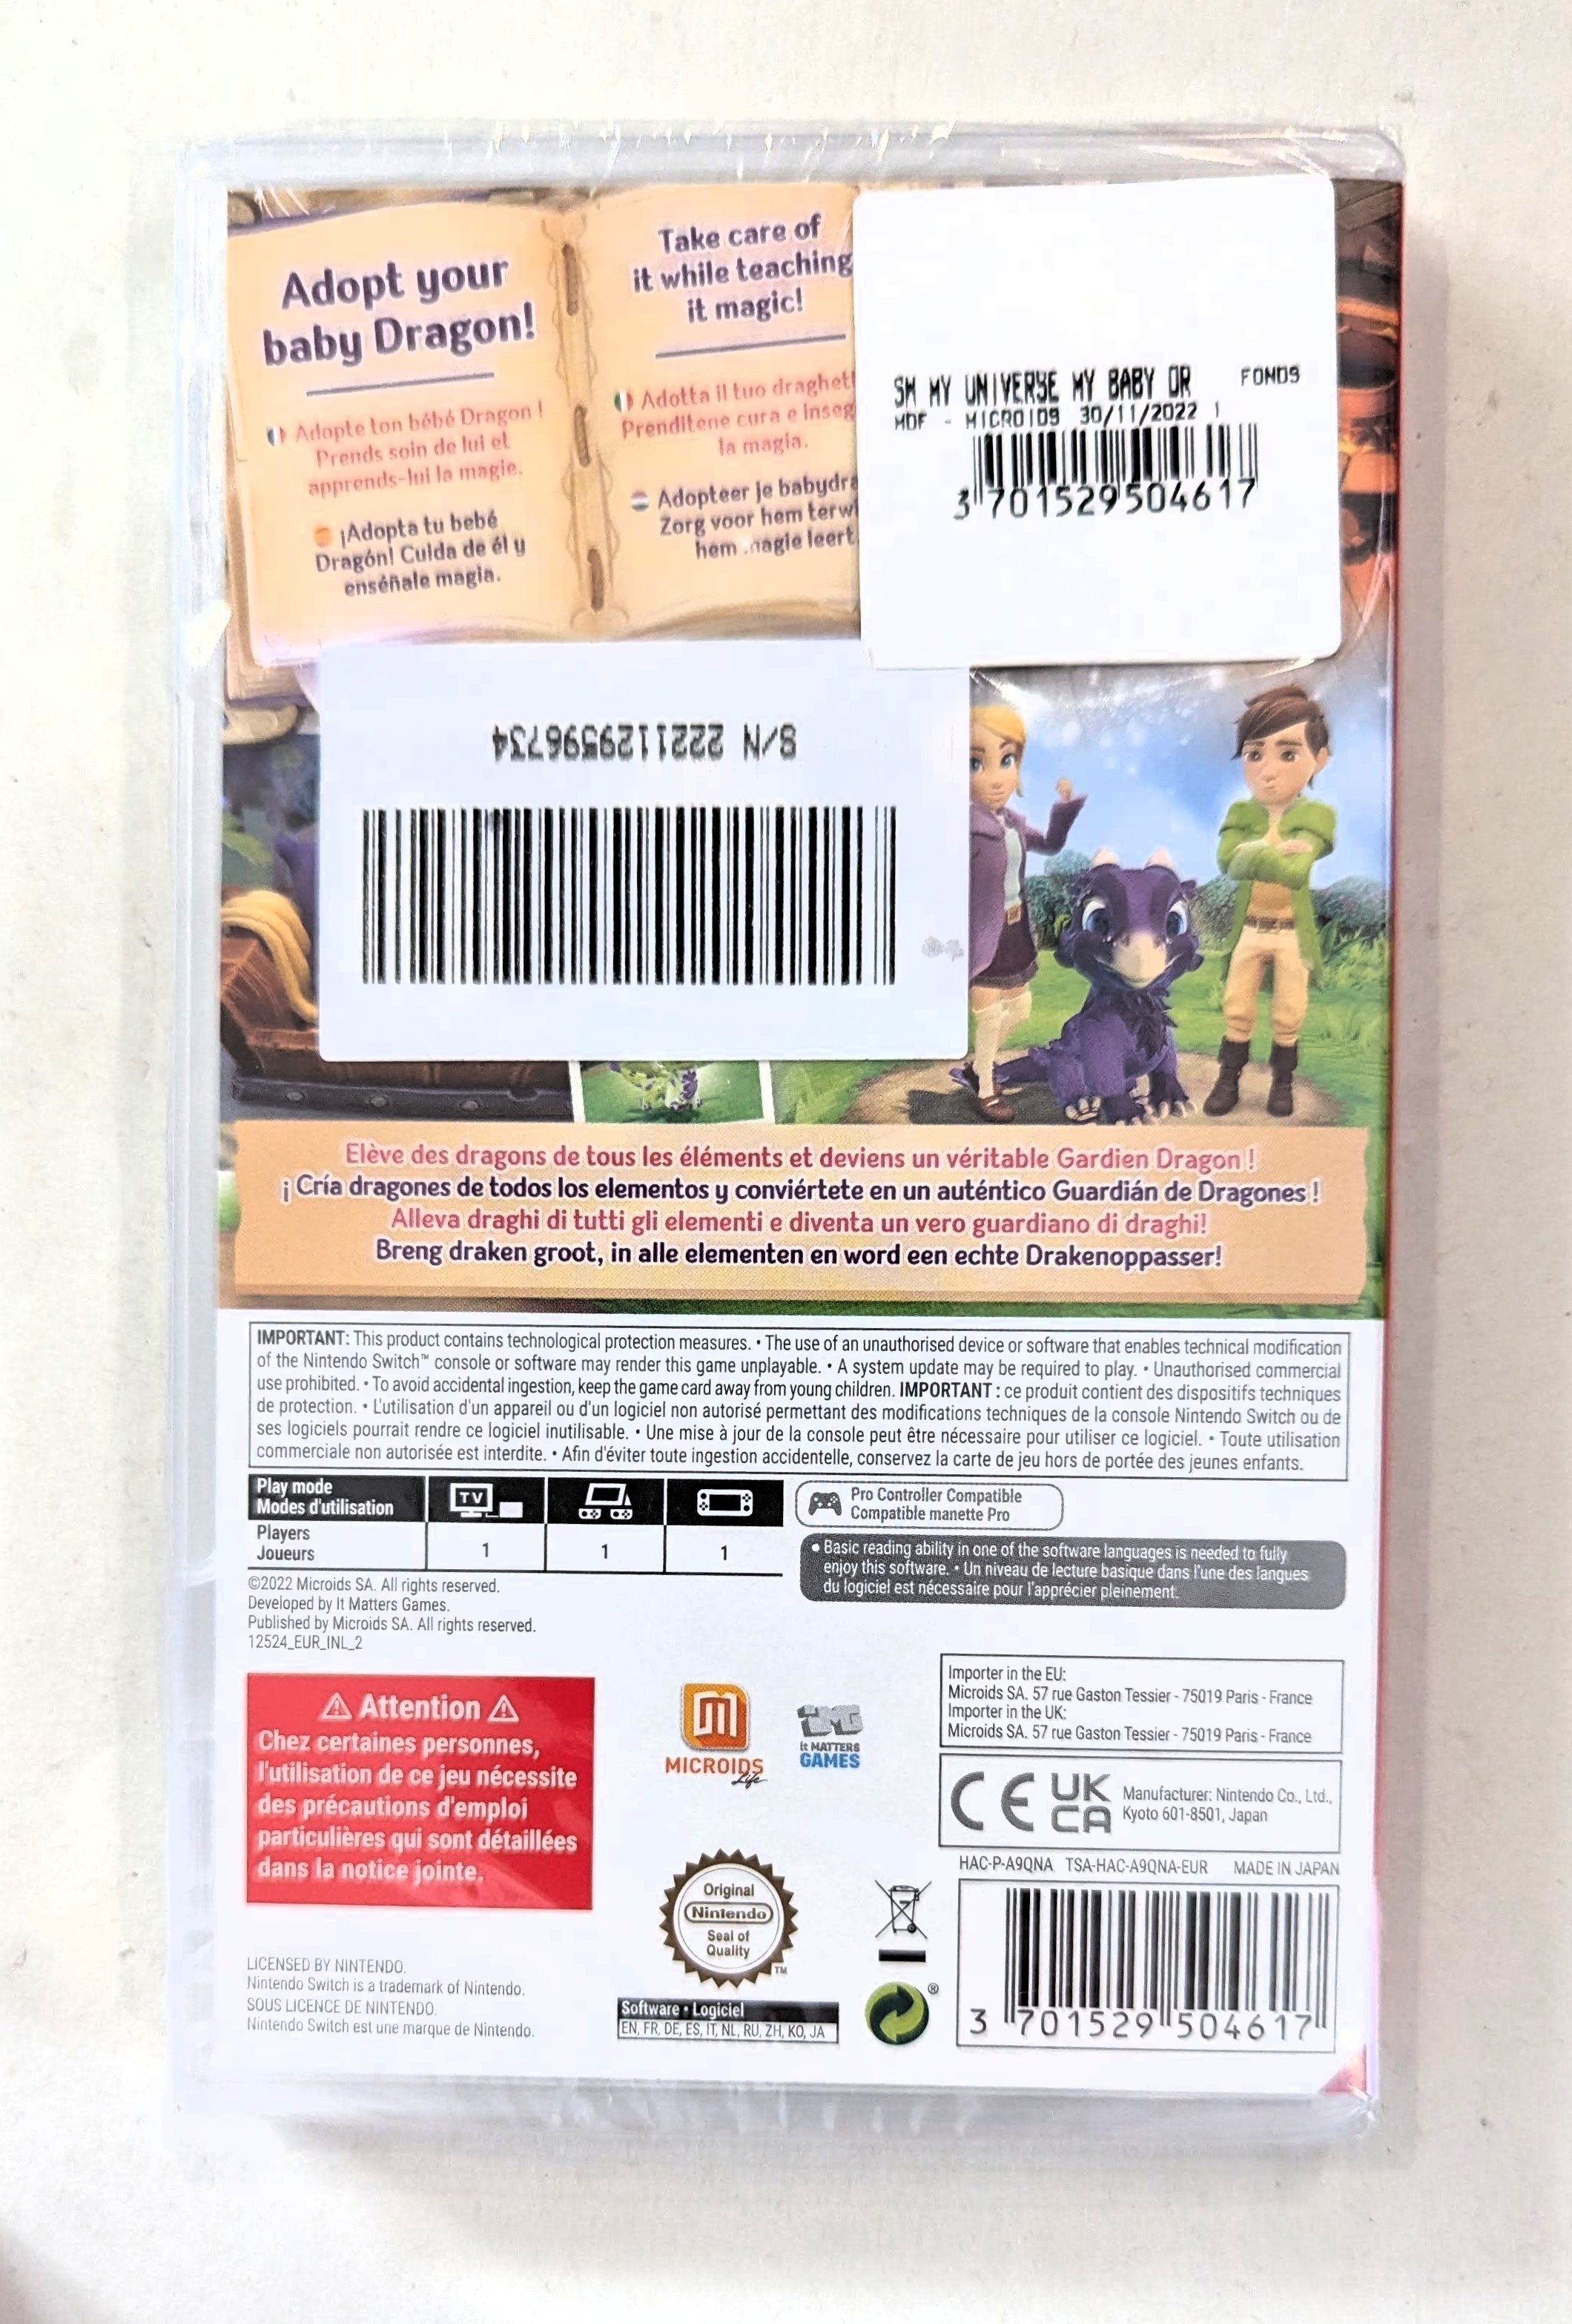 Adopt your
baby Dragon!
Adopte ton bébé Dragon !
Prends soin de lui et
apprends-lui la magie.
¡Adopta tu bebé
Dragón! Cuida de él y
enséñale magia.
Take care of
it while teaching
it magic!
Adotta il tuo draghet
Prenditene cura e inseg
la magia.
Adopteer je babydra
Zorg voor hem terwi
hem magie leert
SM MY UNIVERSE MY BABY DR FONDS
MDF - MICROIDS 30/11/2022 1
3 701529 504617
S/N 2221129596734
Elève des dragons de tous les éléments et deviens un véritable Gardien Dragon !
¡ Cría dragones de todos los elementos y conviértete en un auténtico Guardián de Dragones !
Alleva draghi di tutti gli elementi e diventa un vero guardiano di draghi!
Breng draken groot, in alle elementen en word een echte Drakenoppasser!
IMPORTANT: This product contains technological protection measures. • The use of an unauthorised device or software that enables technical modification
of the Nintendo Switch™ console or software may render this game unplayable. • A system update may be required to play. • Unauthorised commercial
use prohibited. • To avoid accidental ingestion, keep the game card away from young children. IMPORTANT : ce produit contient des dispositifs techniques
de protection. • L'utilisation d'un appareil ou d'un logiciel non autorisé permettant des modifications techniques de la console Nintendo Switch ou de
ses logiciels pourrait rendre ce logiciel inutilisable. • Une mise à jour de la console peut être nécessaire pour utiliser ce logiciel. • Toute utilisation
commerciale non autorisée est interdite. • Afin d'éviter toute ingestion accidentelle, conservez la carte de jeu hors de portée des jeunes enfants.
Play mode
Modes d'utilisation
TV
Players
Joueurs
1 1 1
Pro Controller Compatible
Compatible manette Pro
• Basic reading ability in one of the software languages is needed to fully
enjoy this software. • Un niveau de lecture basique dans l'une des langues
du logiciel est nécessaire pour l'apprécier pleinement.
©2022 Microids SA. All rights reserved.
Developed by It Matters Games.
Published by Microids SA. All rights reserved.
12524_EUR_INL_2
⚠ Attention ⚠
Chez certaines personnes,
l'utilisation de ce jeu nécessite
des précautions d'emploi
particulières qui sont détaillées
dans la notice jointe.
MICROIDS
Life
iMG
it MATTERS
GAMES
Importer in the EU:
Microids SA. 57 rue Gaston Tessier - 75019 Paris - France
Importer in the UK:
Microids SA. 57 rue Gaston Tessier - 75019 Paris - France
CE UK
CA
Manufacturer: Nintendo Co., Ltd.,
Kyoto 601-8501, Japan
HAC-P-A9QNA TSA-HAC-A9QNA-EUR MADE IN JAPAN
3 701529 504617
Original
Nintendo
Seal of
Quality
TM
LICENSED BY NINTENDO.
Nintendo Switch is a trademark of Nintendo.
SOUS LICENCE DE NINTENDO.
Nintendo Switch est une marque de Nintendo.
Software • Logiciel
EN, FR, DE, ES, IT, NL, RU, ZH, KO, JA
®